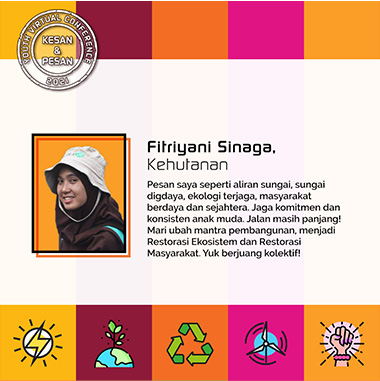 YOUTH VIRTUAL CONFERENCE
KESAN
&
PESAN
2021
Fitriyani Sinaga,
Kehutanan
Pesan saya seperti aliran sungai, sungai
digdaya, ekologi terjaga, masyarakat
berdaya dan sejahtera. Jaga komitmen dan
konsisten anak muda. Jalan masih panjang!
Mari ubah mantra pembangunan, menjadi
Restorasi Ekosistem dan Restorasi
Masyarakat. Yuk berjuang kolektif!